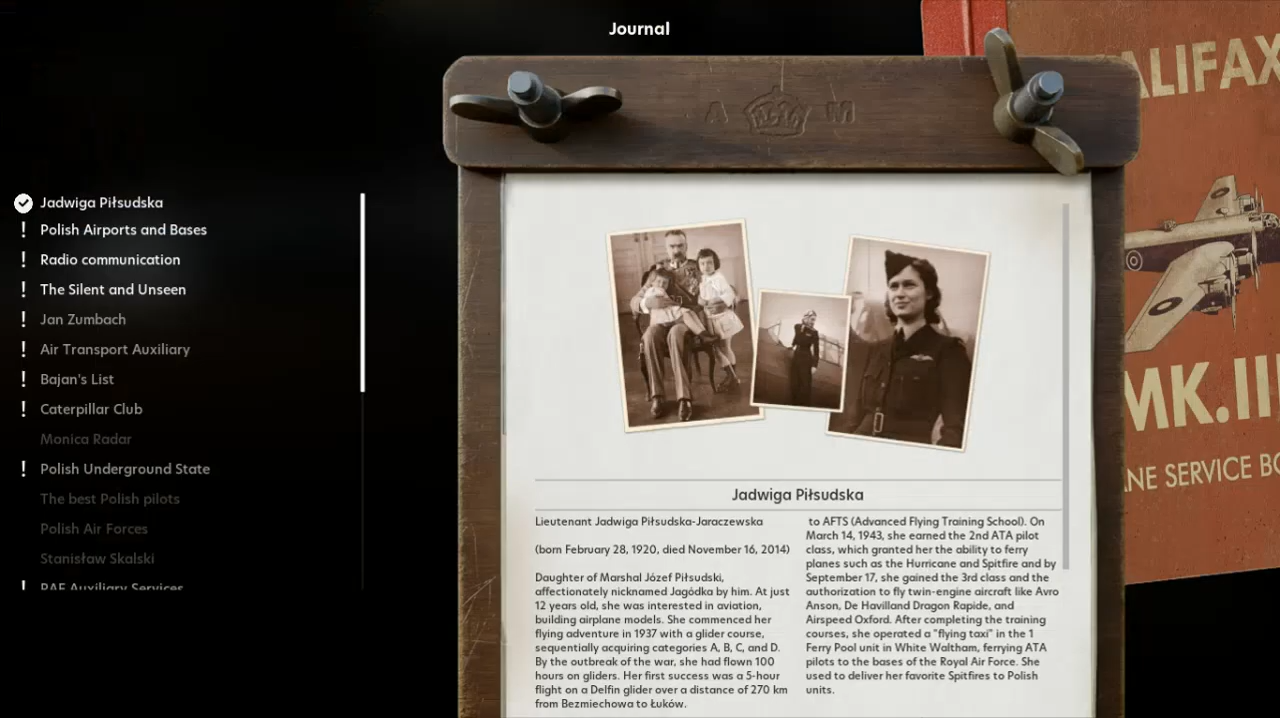 Journal
A M
ALIFAX
MK.III
NE SERVICE BO
Jadwiga Piłsudska
! Polish Airports and Bases
! Radio communication
! The Silent and Unseen
! Jan Zumbach
! Air Transport Auxiliary
! Bajan's List
! Caterpillar Club
Monica Radar
! Polish Underground State
The best Polish pilots
Polish Air Forces
Stanisław Skalski
! RAF Auxiliary Services
Jadwiga Piłsudska
Lieutenant Jadwiga Piłsudska-Jaraczewska
(born February 28, 1920, died November 16, 2014)
Daughter of Marshal Józef Piłsudski,
affectionately nicknamed Jagódka by him. At just
12 years old, she was interested in aviation,
building airplane models. She commenced her
flying adventure in 1937 with a glider course,
sequentially acquiring categories A, B, C, and D.
By the outbreak of the war, she had flown 100
hours on gliders. Her first success was a 5-hour
flight on a Delfin glider over a distance of 270 km
from Bezmiechowa to Łuków.
to AFTS (Advanced Flying Training School). On
March 14, 1943, she earned the 2nd ATA pilot
class, which granted her the ability to ferry
planes such as the Hurricane and Spitfire and by
September 17, she gained the 3rd class and the
authorization to fly twin-engine aircraft like Avro
Anson, De Havilland Dragon Rapide, and
Airspeed Oxford. After completing the training
courses, she operated a "flying taxi" in the 1
Ferry Pool unit in White Waltham, ferrying ATA
pilots to the bases of the Royal Air Force. She
used to deliver her favorite Spitfires to Polish
units.